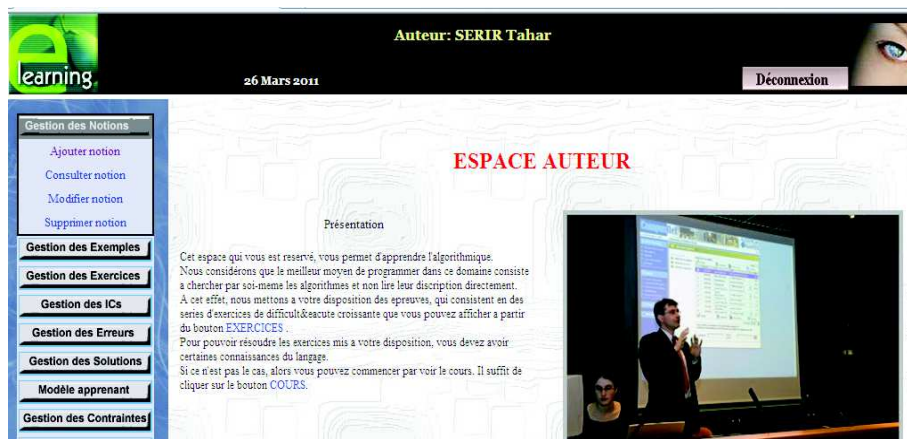 Auteur: SERIR Tahar
e
learning
26 Mars 2011
Déconnexion
Gestion des Notions
Ajouter notion
Consulter notion
Modifier notion
Supprimer notion
Gestion des Exemples
Gestion des Exercices
Gestion des ICs
Gestion des Erreurs
Gestion des Solutions
Modèle apprenant
Gestion des Contraintes
ESPACE AUTEUR
Présentation
Cet espace qui vous est reservé, vous permet d'apprendre l'algorithmique.
Nous considérons que le meilleur moyen de programmer dans ce domaine consiste
a chercher par soi-meme les algorithmes et non lire leur discription directement.
A cet effet, nous mettons a votre disposition des epreuves, qui consistent en des
series d'exercices de difficult&eacute croissante que vous pouvez afficher a partir
du bouton EXERCICES .
Pour pouvoir résoudre les exercices mis a votre disposition, vous devez avoir
certaines connaissances du langage.
Si ce n'est pas le cas, alors vous pouvez commencer par voir le cours. Il suffit de
cliquer sur le bouton COURS.